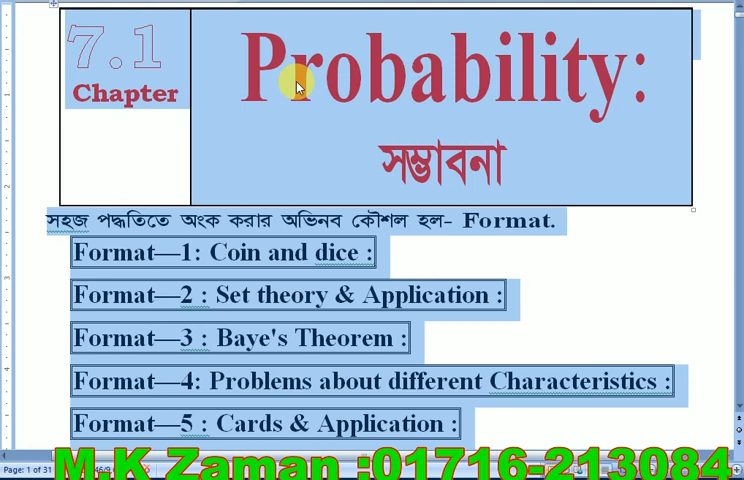 7.1
Chapter
Probability:
সম্ভাবনা
সহজ পদ্ধতিতে অংক করার অভিনব কৌশল হল- Format.
Format—1: Coin and dice :
Format—2 : Set theory & Application :
Format—3 : Baye's Theorem :
Format—4: Problems about different Characteristics :
Format—5 : Cards & Application :
Page: 1 of 31
M.K Zaman :01716-213084